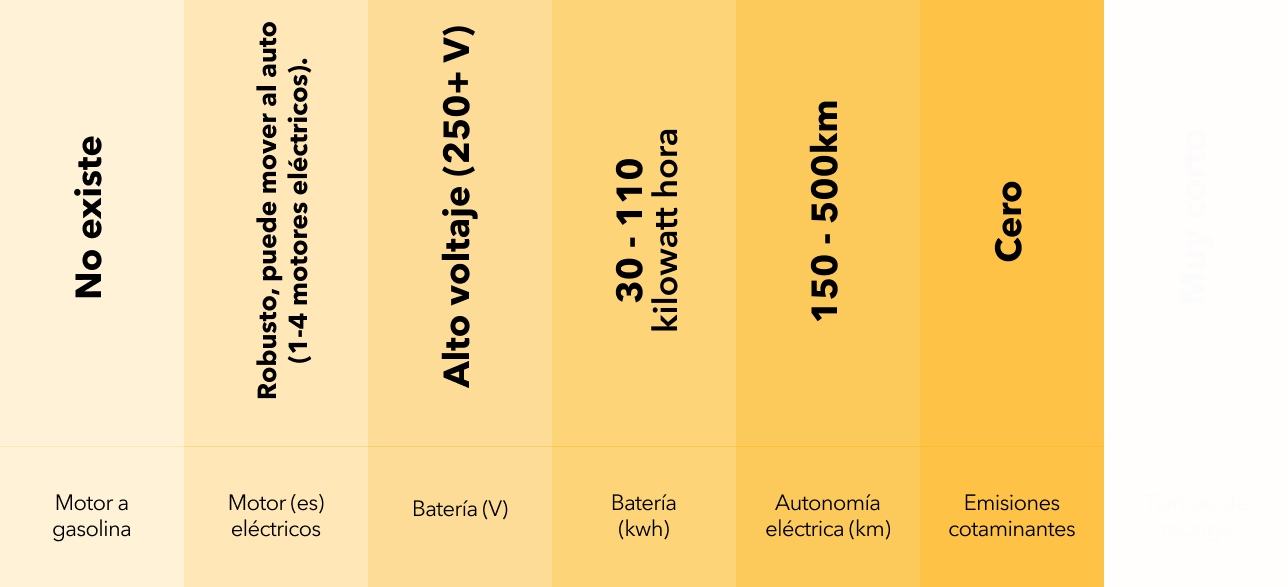 No existe
Robusto, puede mover al auto
(1-4 motores eléctricos).
Alto voltaje (250+ V)
30 - 110
kilowatt hora
150 - 500km
Cero
Muy corto
Motor a
gasolina
Motor (es)
eléctricos
Batería (V)
Batería
(kwh)
Autonomía
eléctrica (km)
Emisiones
cotaminantes